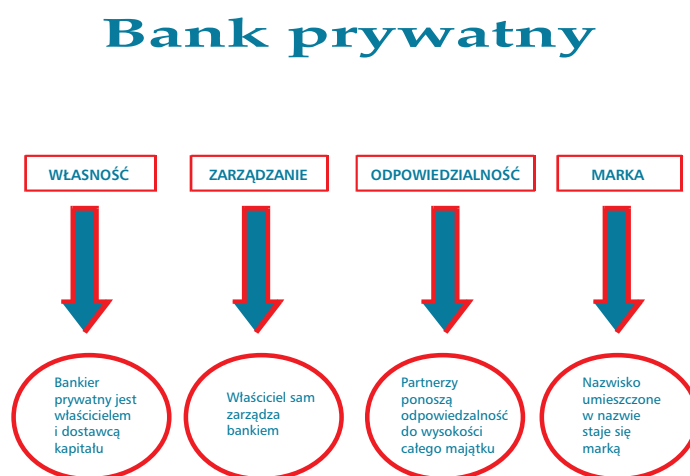 Bank prywatny
WŁASNOŚĆ
ZARZĄDZANIE
ODPOWIEDZIALNOŚĆ
MARKA
Bankier
prywatny jest
właścicielem
i dostawcą
kapitału
Właściciel sam
zarządza
bankiem
Partnerzy
ponoszą
odpowiedzalność
do wysokości
całego majątku
Nazwisko
umieszczone
w nazwie
staje się
marką